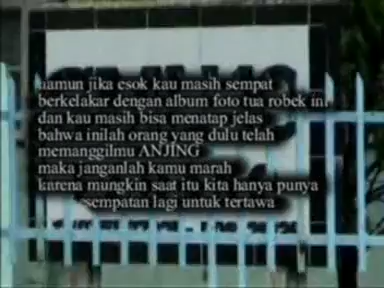 namun jika esok kau masih sempat
berkelakar dengan album foto tua robek ini
dan kau masih bisa menatap jelas
bahwa inilah orang yang dulu telah
memanggilmu ANJING
maka janganlah kamu marah
karena mungkin saat itu kita hanya punya
sempatan lagi untuk tertawa